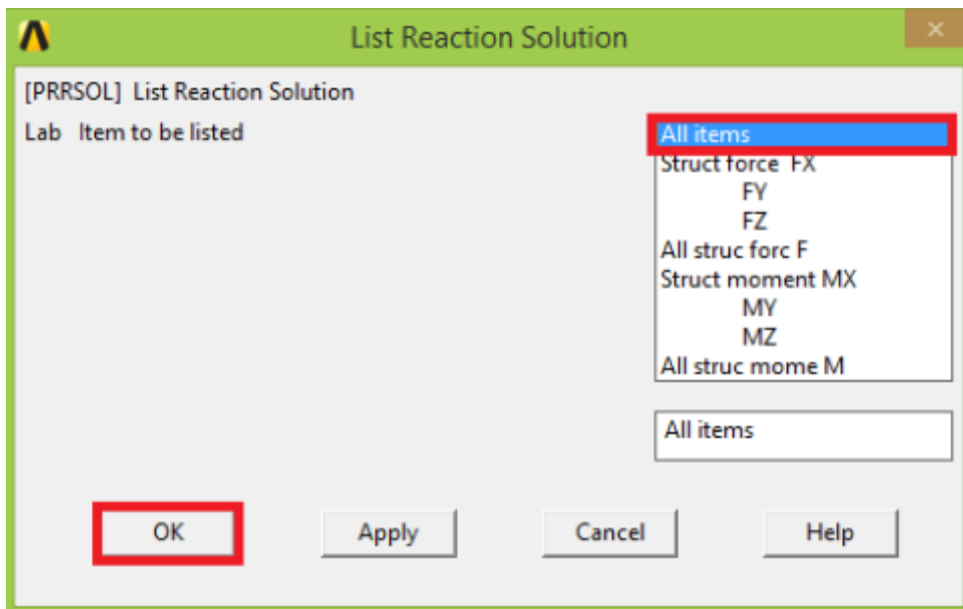 List Reaction Solution
[PRRSOL] List Reaction Solution
Lab Item to be listed
All items
Struct force FX
FY
FZ
All struc forc F
Struct moment MX
MY
MZ
All struc mome M
All items
OK Apply Cancel Help